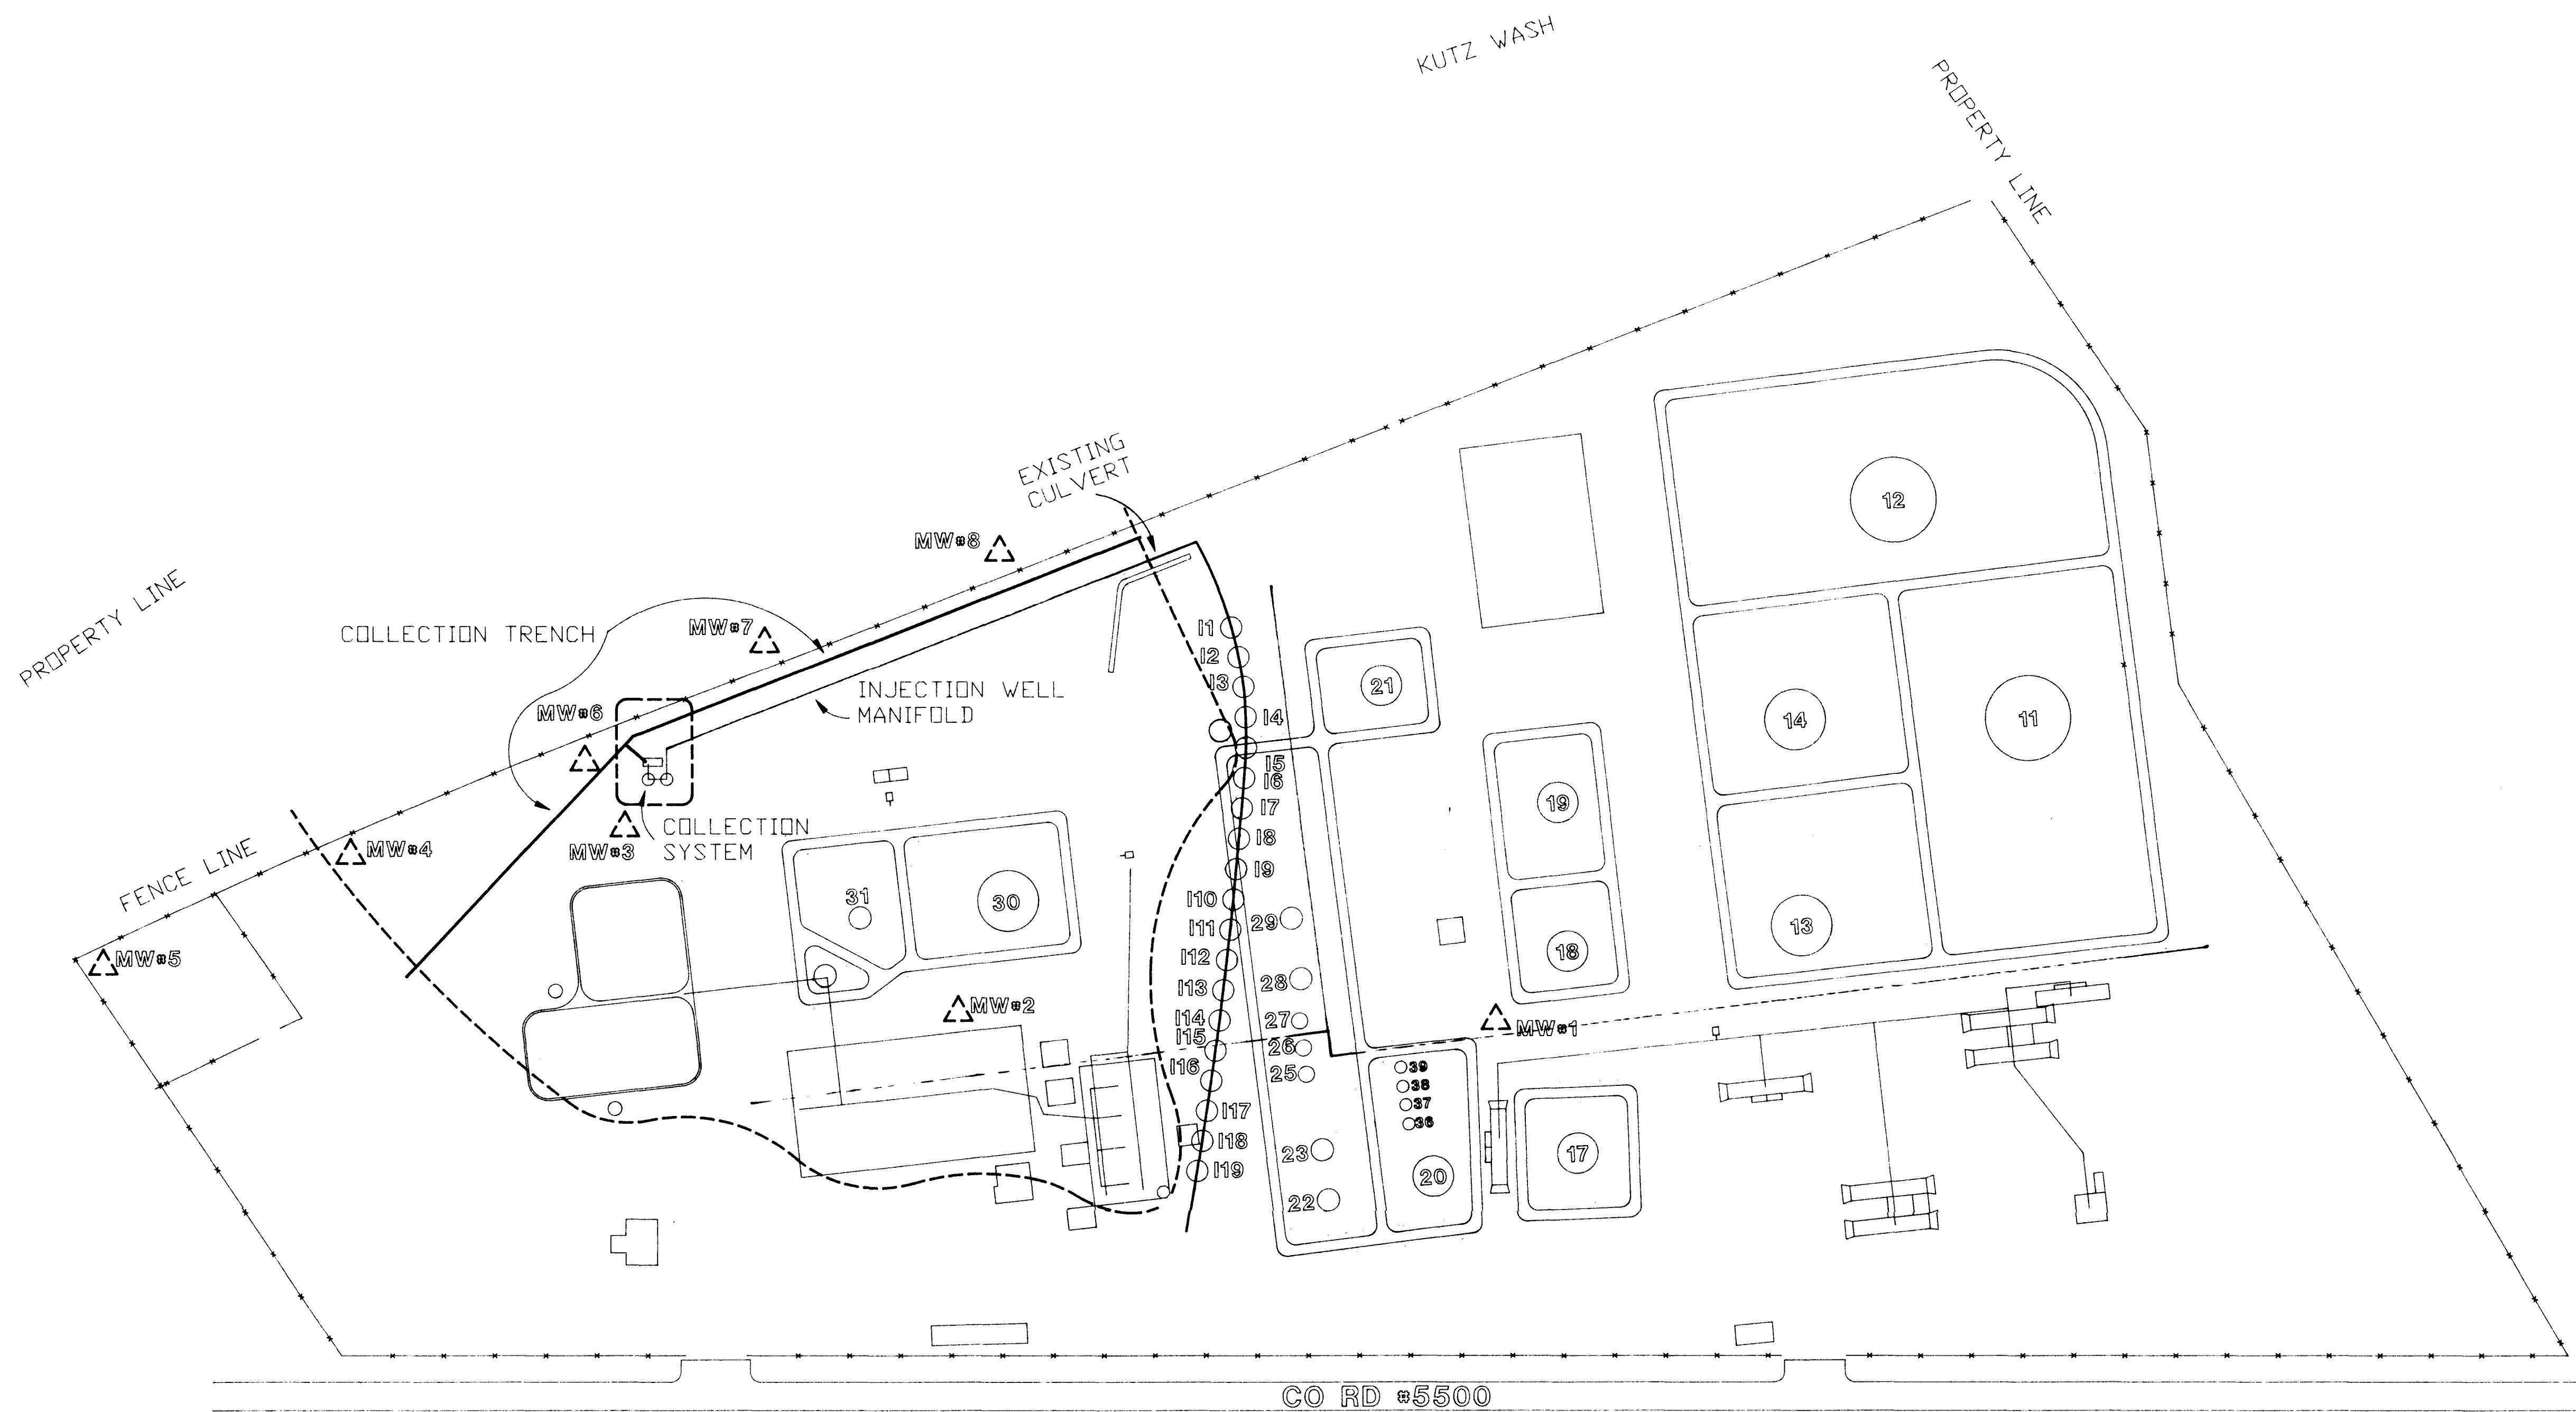 KUTZ WASH
PROPERTY LINE
EXISTING
CULVERT
12
MW#8
PROPERTY LINE
COLLECTION TRENCH
MW#7
I1
I2
I3
I4
I5
I6
I7
I8
I9
I10
I11
I12
I13
I14
I15
I16
I17
I18
I19
21
INJECTION WELL
MANIFOLD
MW#6
14
11
19
COLLECTION
SYSTEM
MW#3
MW#4
FENCE LINE
31
30
29
13
18
MW#5
28
MW#2
27
MW#1
26
25
39
38
37
36
23
17
20
22
CO RD #5500